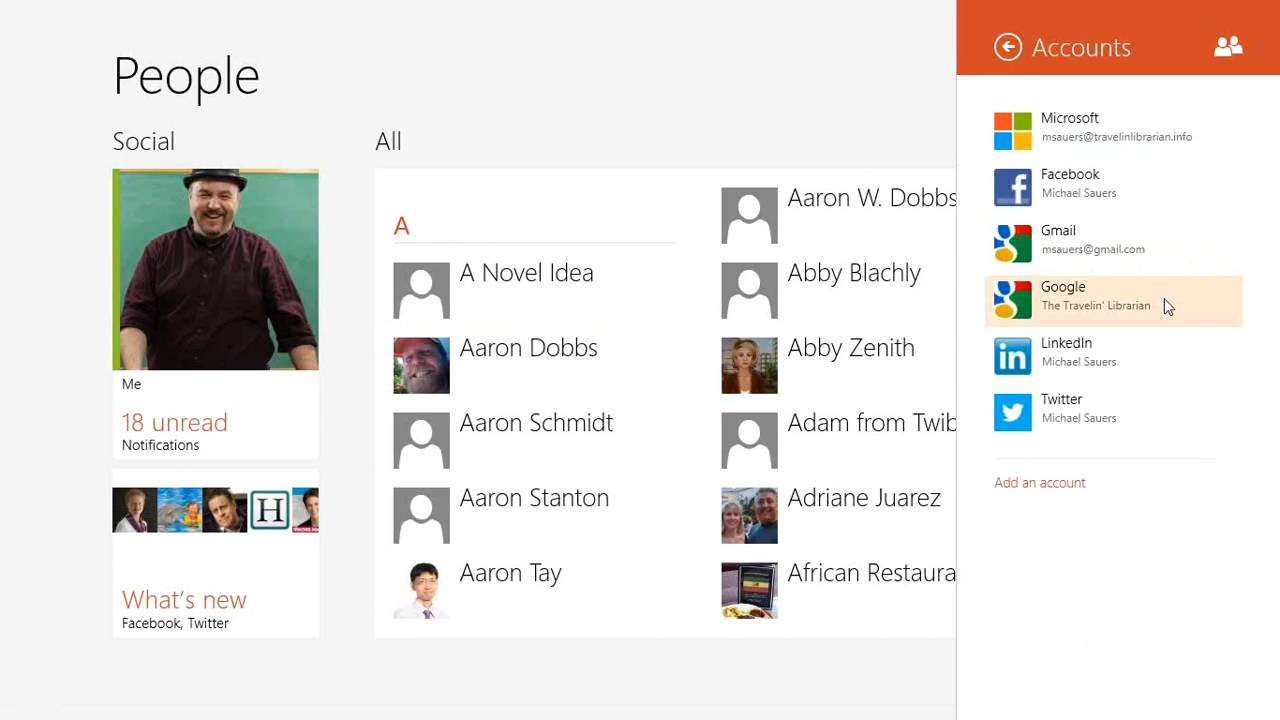 People
Social
Me
18 unread
Notifications
What's new
Facebook, Twitter
All
A
A Novel Idea
Aaron Dobbs
Aaron Schmidt
Aaron Stanton
Aaron Tay
Aaron W. Dobbs
Abby Blachly
Abby Zenith
Adam from Twib
Adriane Juarez
African Restaura
Accounts
Microsoft
msauers@travelinlibrarian.info
Facebook
Michael Sauers
Gmail
msauers@gmail.com
Google
The Travelin' Librarian
LinkedIn
Michael Sauers
Twitter
Michael Sauers
Add an account
H
f
in